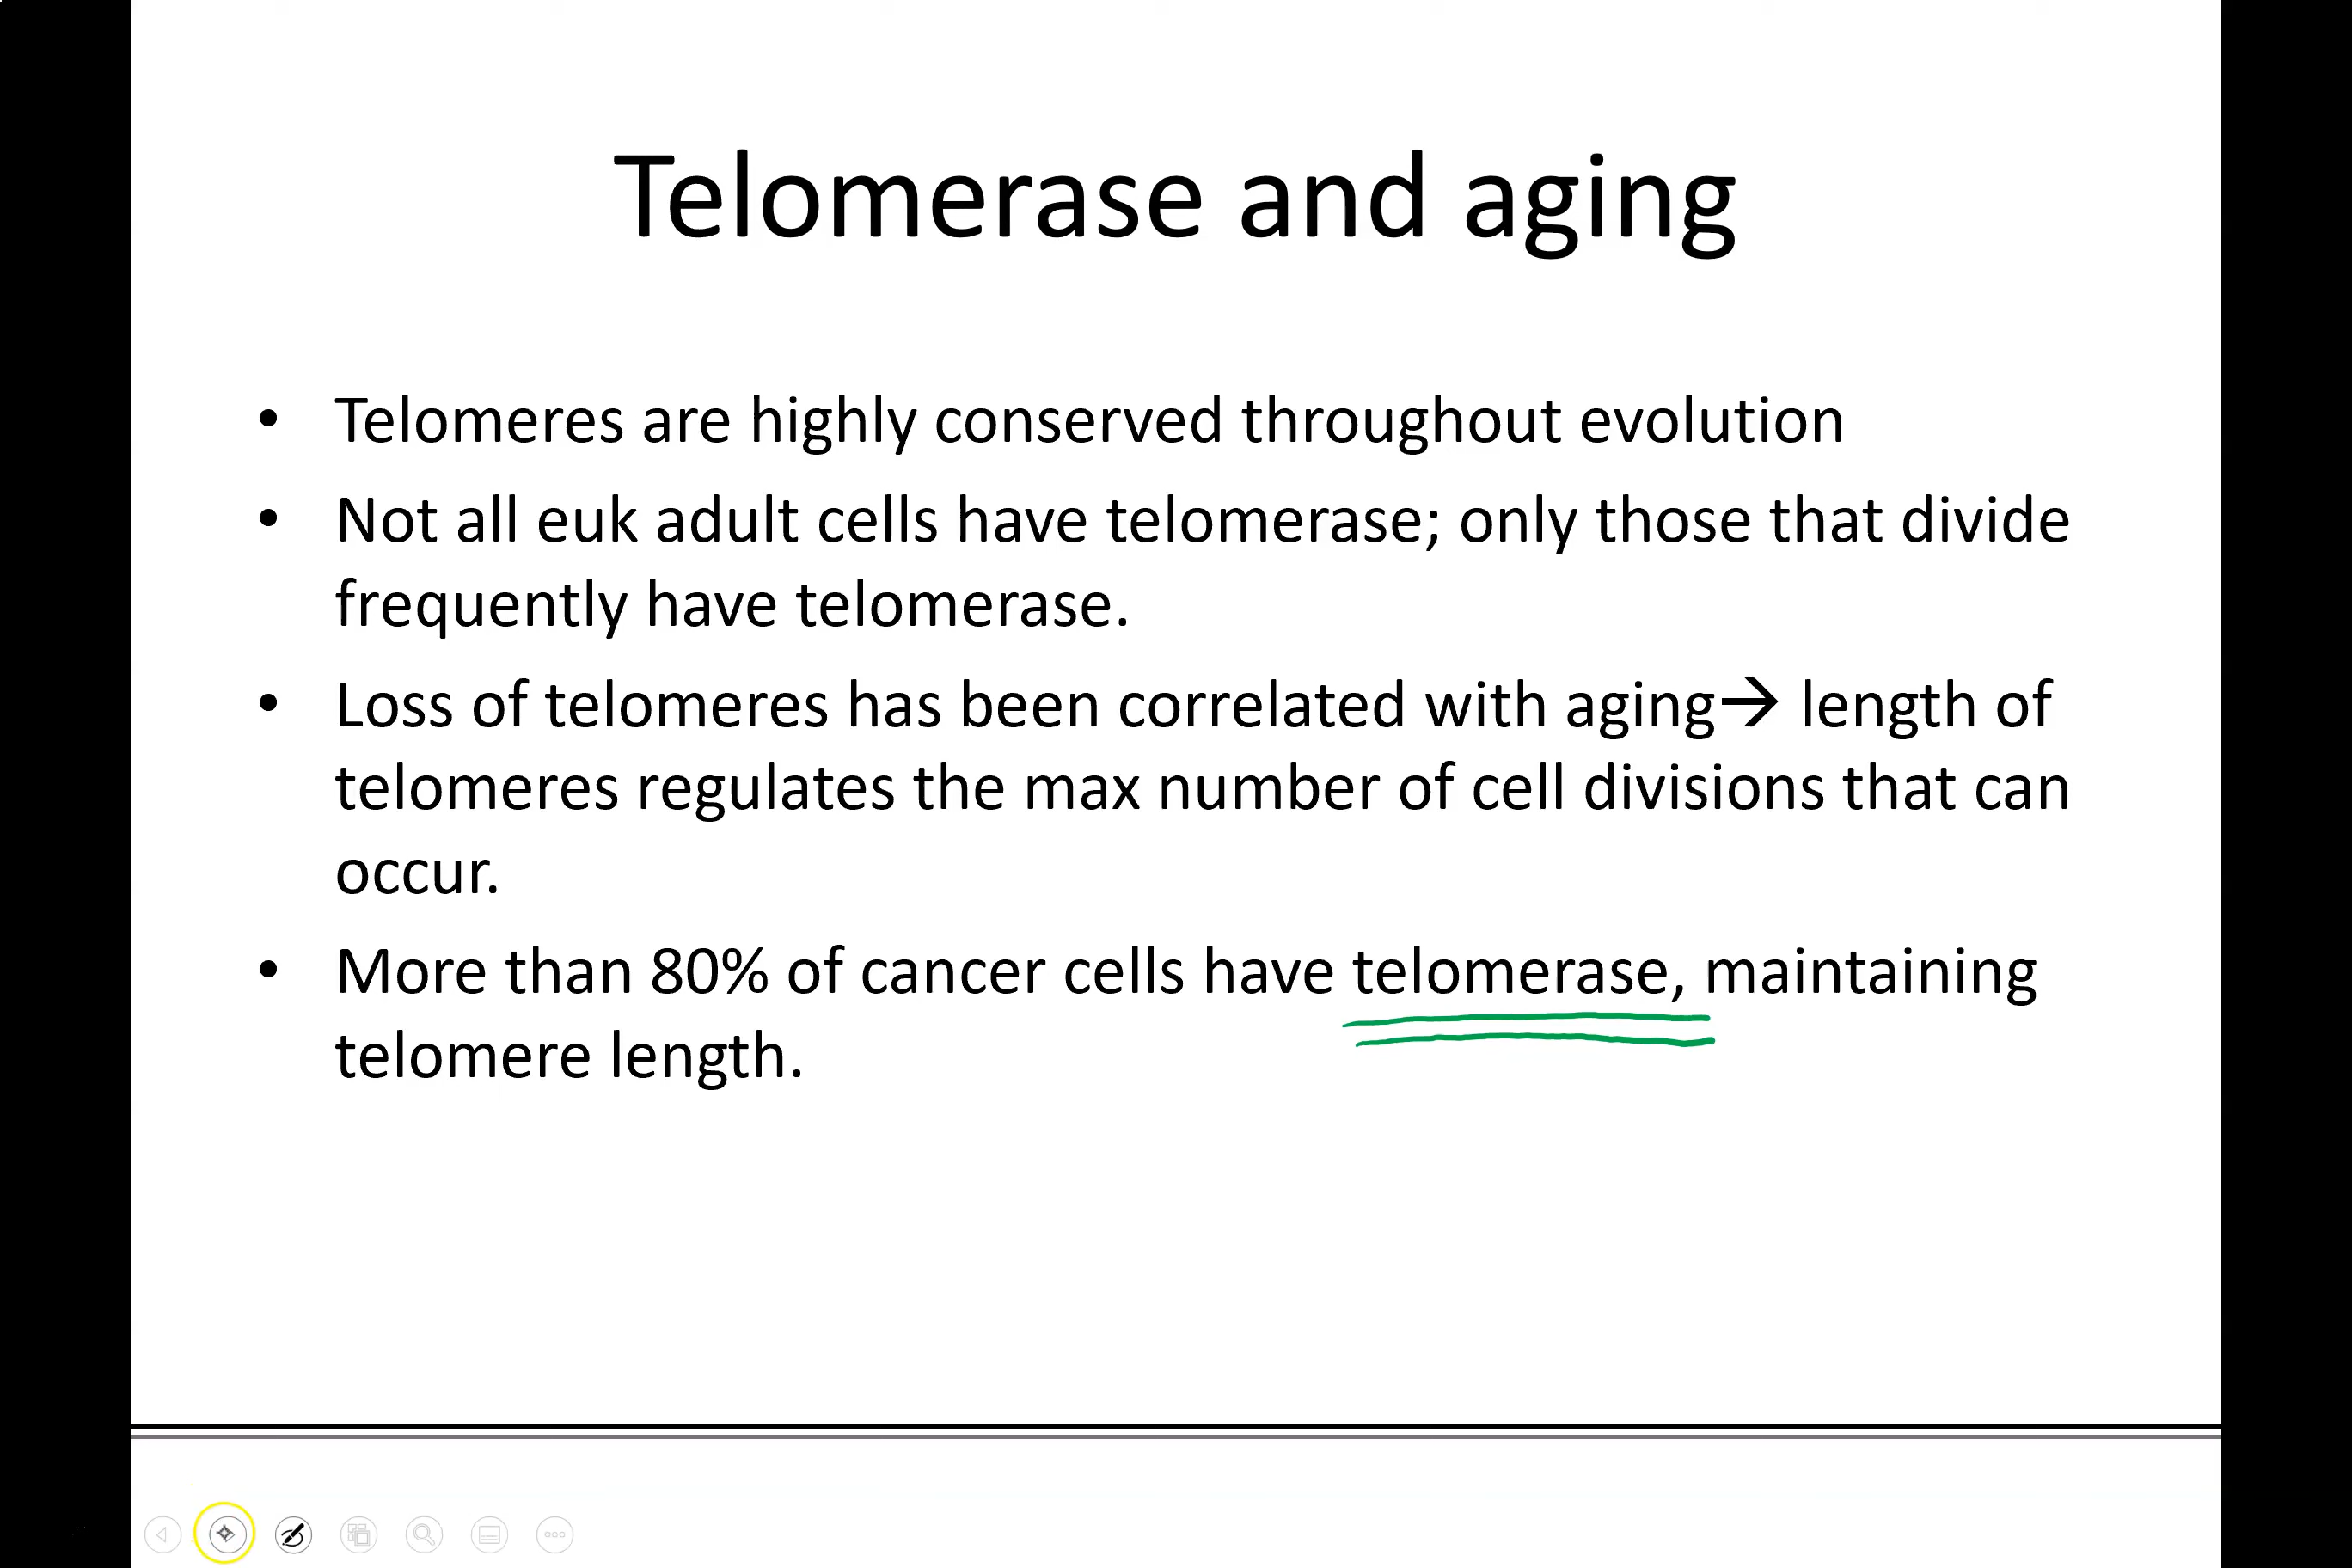 Telomerase and aging
• Telomeres are highly conserved throughout evolution
• Not all euk adult cells have telomerase; only those that divide
frequently have telomerase.
• Loss of telomeres has been correlated with aging→ length of
telomeres regulates the max number of cell divisions that can
occur.
• More than 80% of cancer cells have telomerase, maintaining
telomere length.